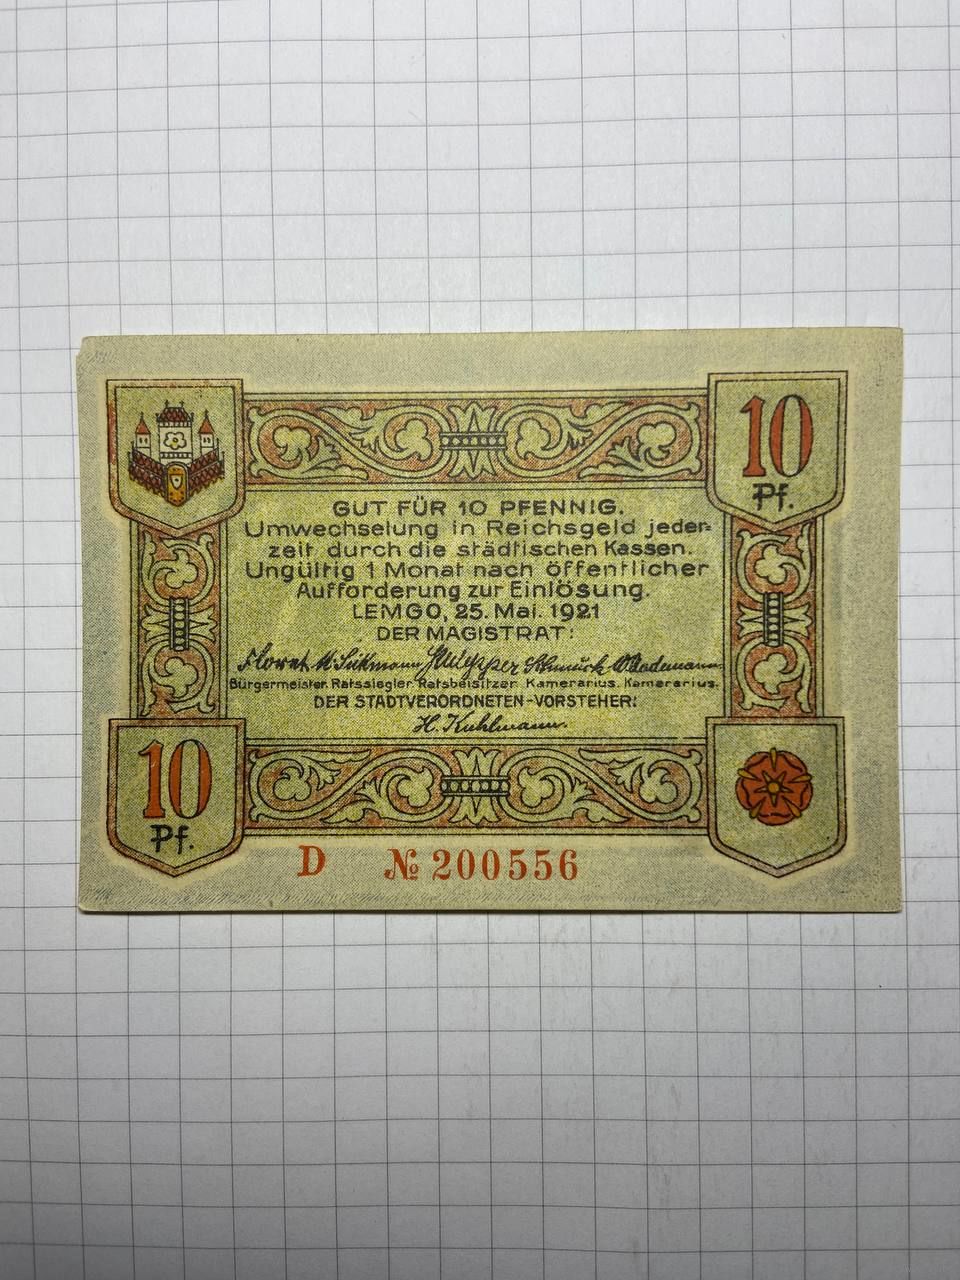 10
Pf.
GUT FÜR 10 PFENNIG.
Umwechselung in Reichsgeld jeder-
zeit durch die städtischen Kassen.
Ungültig 1 Monat nach öffentlicher
Aufforderung zur Einlösung.
LEMGO, 25. Mai. 1921
DER MAGISTRAT:
Bürgermeister. Ratssiegler. Ratsbeisitzer. Kamerarius. Kamerarius.
DER STADTVERORDNETEN-VORSTEHER:
H. Kuhlmann.
10
Pf.
D № 200556